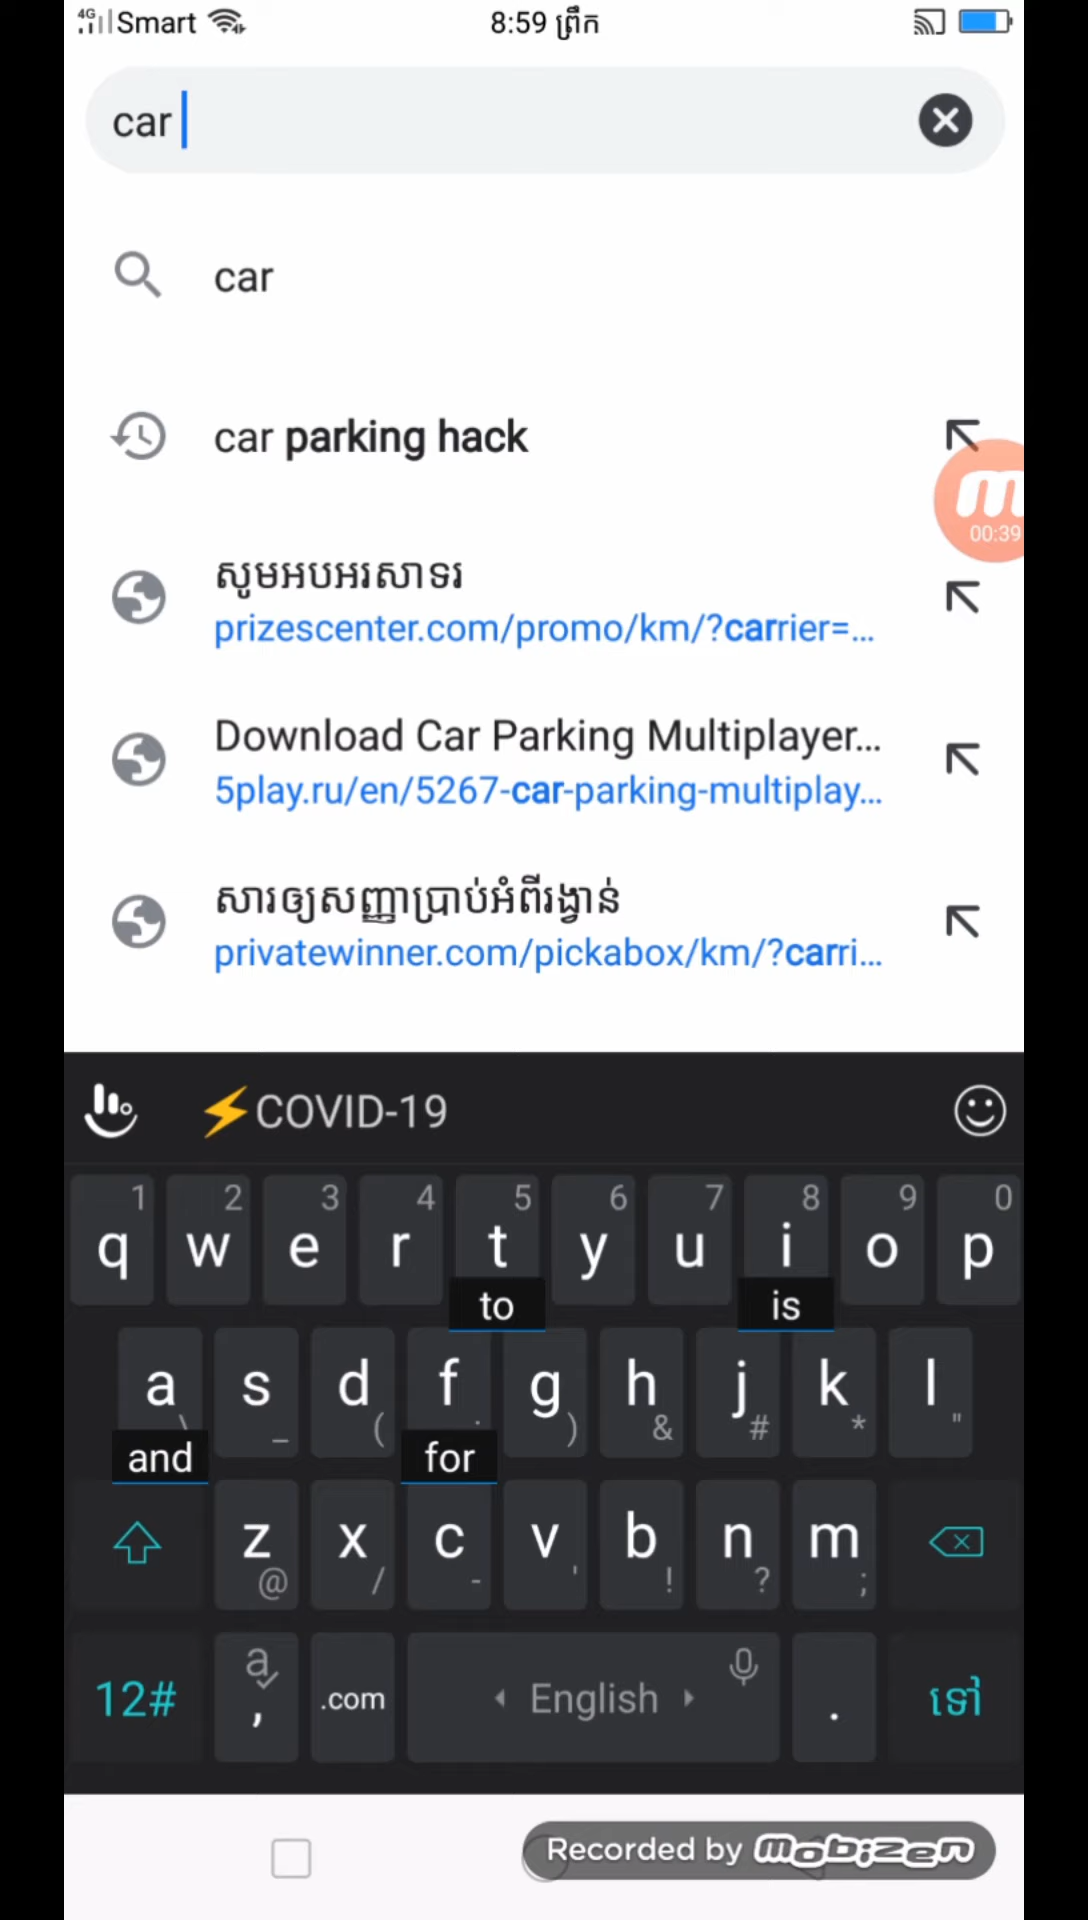 4G Smart 8:59 ព្រឹក
car
car
car parking hack
00:39
សូមអបអរសាទរ
prizescenter.com/promo/km/?carrier=...
Download Car Parking Multiplayer...
5play.ru/en/5267-car-parking-multiplay...
សារឲ្យសញ្ញាប្រាប់អំពីរង្វាន់
privatewinner.com/pickabox/km/?carri...
⚡COVID-19
1 2 3 4 5 6 7 8 9 0
q w e r t y u i o p
to is
a s d f g h j k l
\ _ ( . ) & # * "
and for
z x c v b n m
@ / - ' ! ? ;
12# a , .com English . ទៅ
Recorded by mobizen